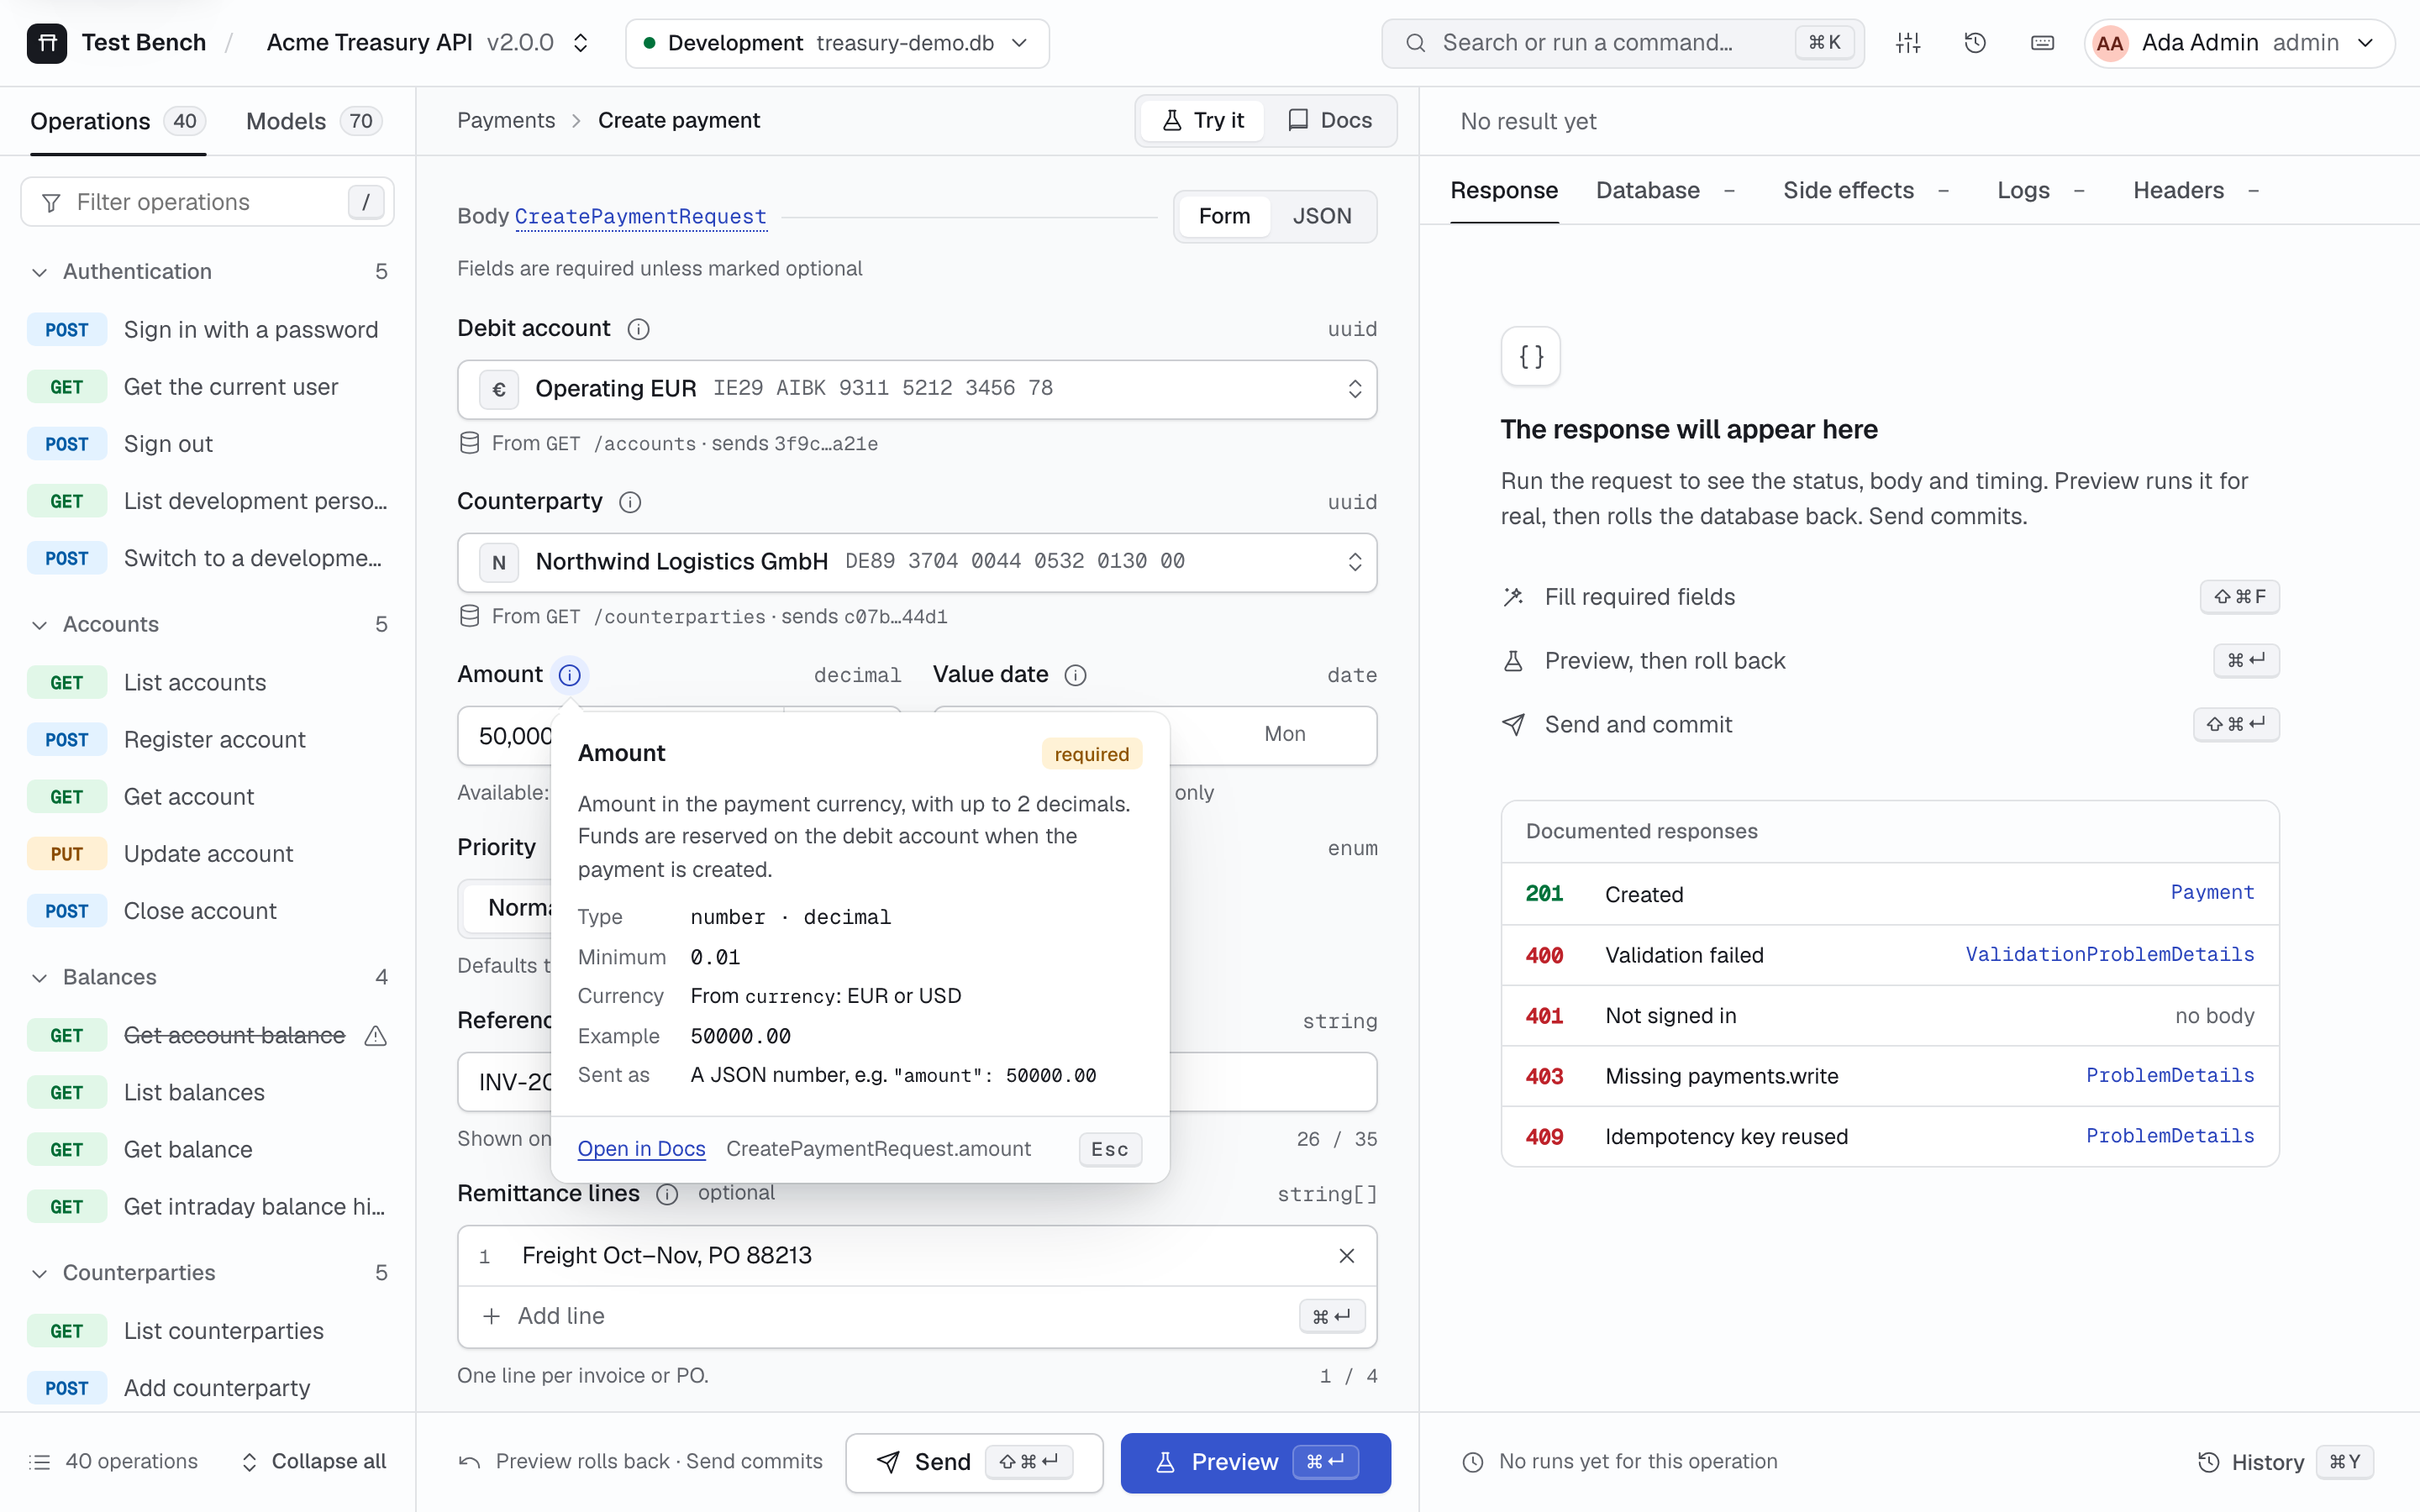 Test Bench / Acme Treasury API v2.0.0 Development treasury-demo.db Search or run a command... ⌘K AA Ada Admin admin
Operations 40 Models 70
Filter operations /
Authentication 5
POST Sign in with a password
GET Get the current user
POST Sign out
GET List development perso...
POST Switch to a developme...
Accounts 5
GET List accounts
POST Register account
GET Get account
PUT Update account
POST Close account
Balances 4
GET Get account balance
GET List balances
GET Get balance
GET Get intraday balance hi...
Counterparties 5
GET List counterparties
POST Add counterparty
40 operations Collapse all
Payments > Create payment Try it Docs
Body CreatePaymentRequest Form JSON
Fields are required unless marked optional
Debit account uuid
€ Operating EUR IE29 AIBK 9311 5212 3456 78
From GET /accounts · sends 3f9c…a21e
Counterparty uuid
N Northwind Logistics GmbH DE89 3704 0044 0532 0130 00
From GET /counterparties · sends c07b…44d1
Amount decimal Value date date
50,000 Mon
Available: only
Priority enum
Norma
Defaults t
Referenc string
INV-20
Shown on 26 / 35
Amount required
Amount in the payment currency, with up to 2 decimals.
Funds are reserved on the debit account when the
payment is created.
Type number · decimal
Minimum 0.01
Currency From currency: EUR or USD
Example 50000.00
Sent as A JSON number, e.g. "amount": 50000.00
Open in Docs CreatePaymentRequest.amount Esc
Remittance lines optional string[]
1 Freight Oct–Nov, PO 88213
+ Add line ⌘↵
One line per invoice or PO. 1 / 4
Preview rolls back · Send commits Send ⇧⌘↵ Preview ⌘↵
No result yet
Response Database – Side effects – Logs – Headers –
{}
The response will appear here
Run the request to see the status, body and timing. Preview runs it for
real, then rolls the database back. Send commits.
Fill required fields ⇧⌘F
Preview, then roll back ⌘↵
Send and commit ⇧⌘↵
Documented responses
201 Created Payment
400 Validation failed ValidationProblemDetails
401 Not signed in no body
403 Missing payments.write ProblemDetails
409 Idempotency key reused ProblemDetails
No runs yet for this operation History ⌘Y